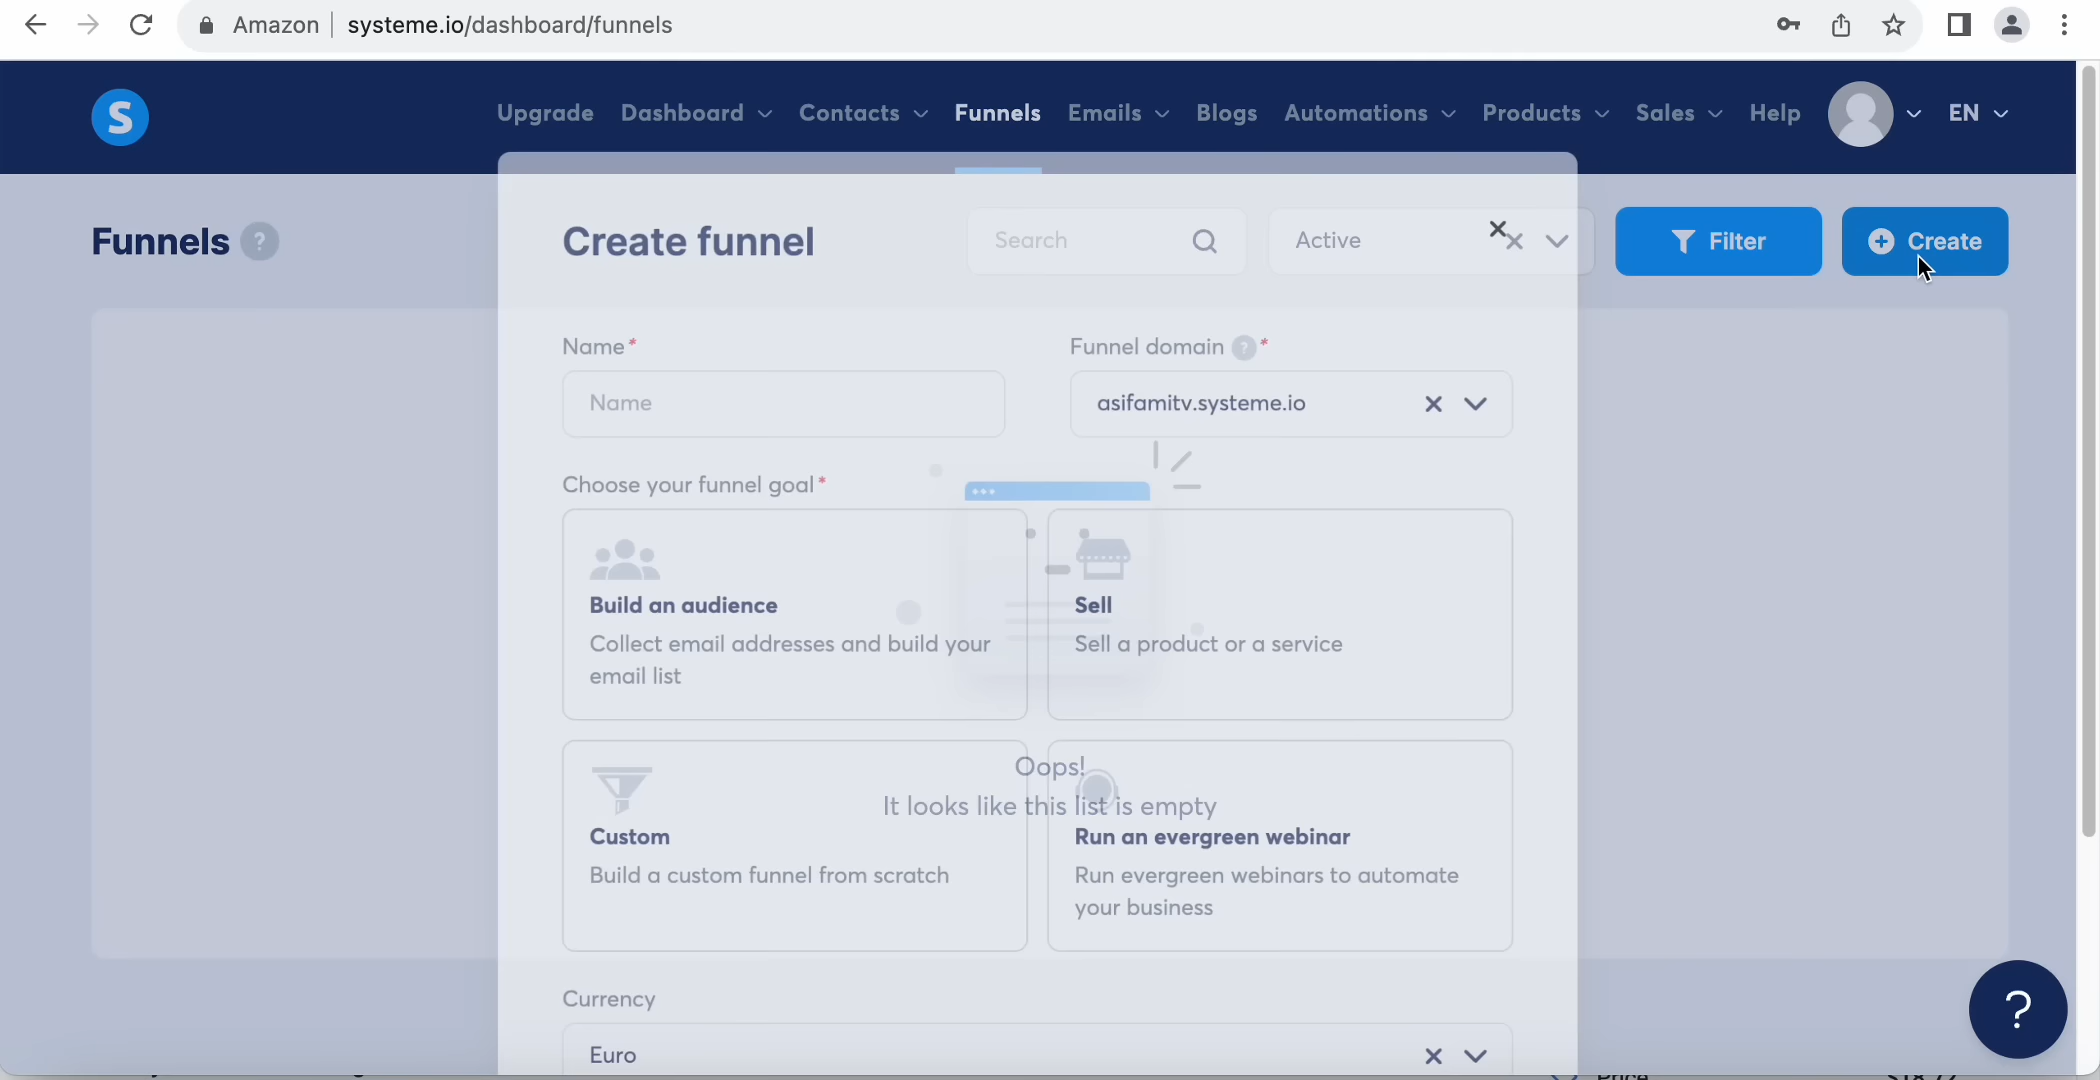 Amazon systeme.io/dashboard/funnels
S
Upgrade Dashboard Contacts Funnels Emails Blogs Automations Products Sales Help EN
Funnels ?
Create funnel
Search
Active
Filter
Create
Name*
Funnel domain ? *
Name
asifamitv.systeme.io
Choose your funnel goal*
Build an audience
Collect email addresses and build your
email list
Sell
Sell a product or a service
Oops!
It looks like this list is empty
Custom
Build a custom funnel from scratch
Run an evergreen webinar
Run evergreen webinars to automate
your business
Currency
Euro
?